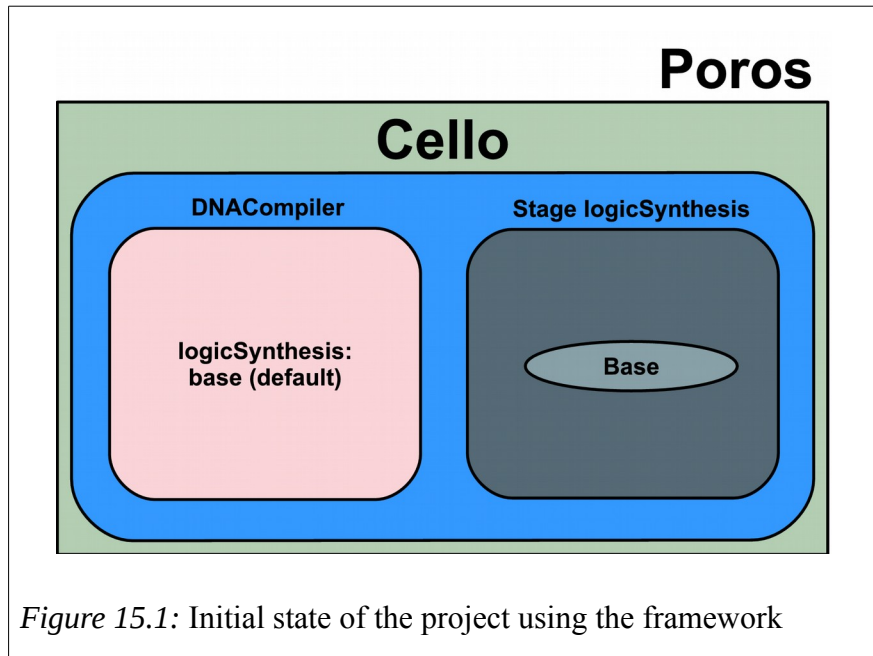 Poros
Cello
DNACompiler
Stage logicSynthesis
logicSynthesis:
base (default)
Base
Figure 15.1: Initial state of the project using the framework